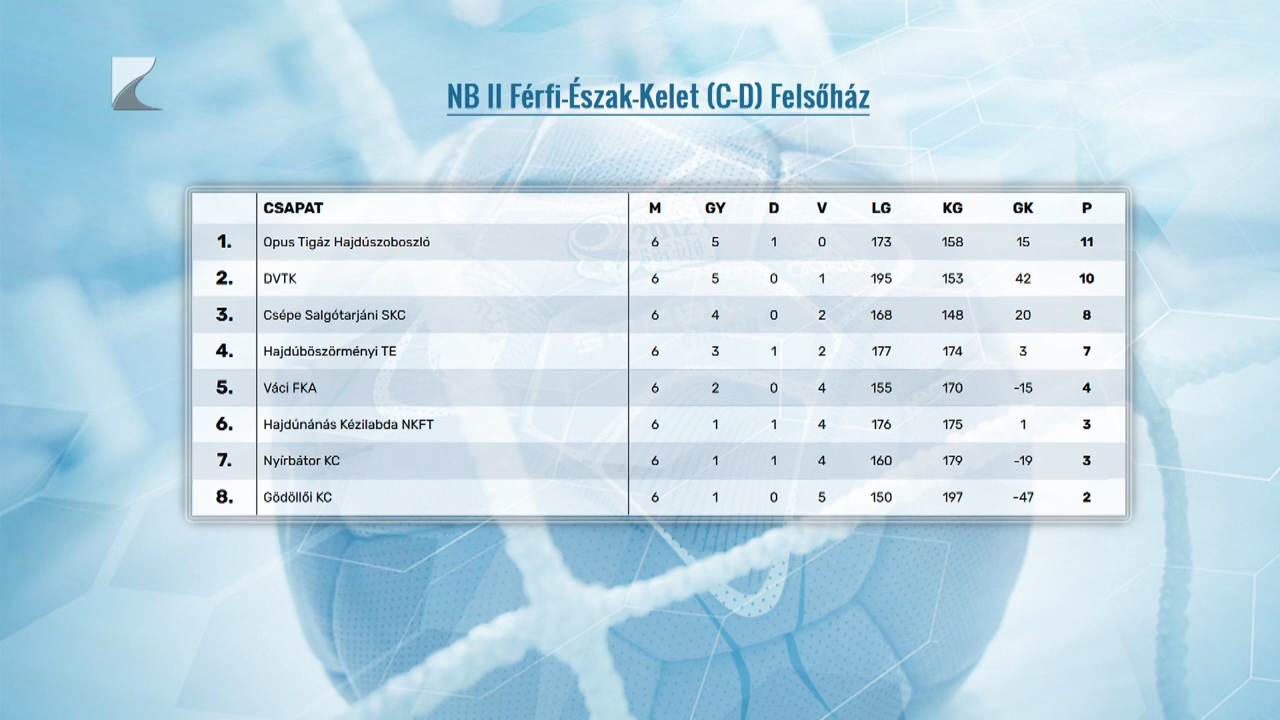 NB II Férfi-Észak-Kelet (C-D) Felsőház
CSAPAT M GY D V LG KG GK P
1. Opus Tigáz Hajdúszoboszló 6 5 1 0 173 158 15 11
2. DVTK 6 5 0 1 195 153 42 10
3. Csépe Salgótarjáni SKC 6 4 0 2 168 148 20 8
4. Hajdúböszörményi TE 6 3 1 2 177 174 3 7
5. Váci FKA 6 2 0 4 155 170 -15 4
6. Hajdúnánás Kézilabda NKFT 6 1 1 4 176 175 1 3
7. Nyírbátor KC 6 1 1 4 160 179 -19 3
8. Gödöllői KC 6 1 0 5 150 197 -47 2